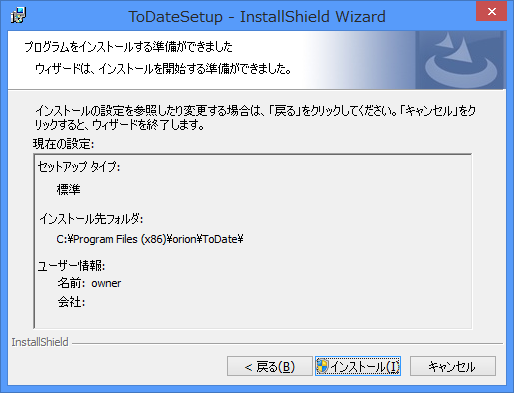 ToDateSetup - InstallShield Wizard
プログラムをインストールする準備ができました
ウィザードは、インストールを開始する準備ができました。
インストールの設定を参照したり変更する場合は、「戻る」をクリックしてください。「キャンセル」をク
リックすると、ウィザードを終了します。
現在の設定:
セットアップ タイプ:
標準
インストール先フォルダ:
C:¥Program Files (x86)¥orion¥ToDate¥
ユーザー情報:
名前: owner
会社:
InstallShield
< 戻る(B)
インストール(I)
キャンセル